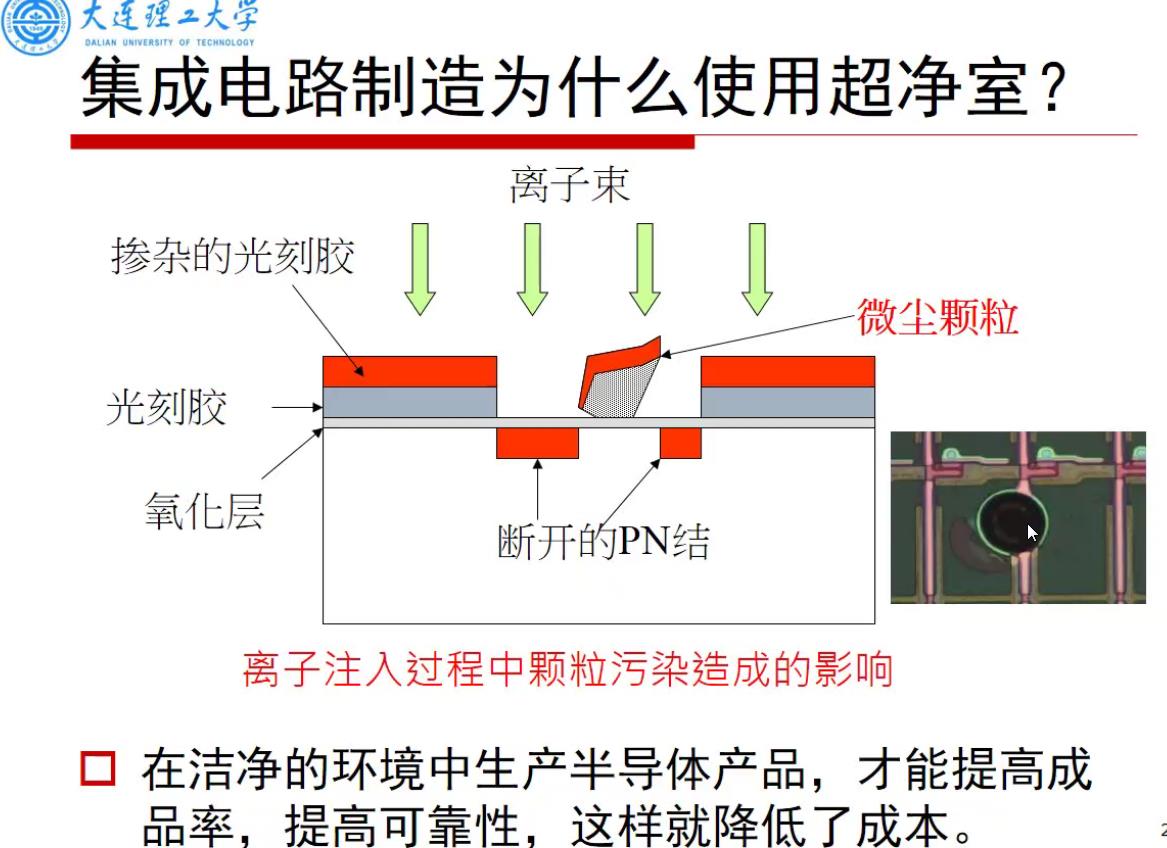 大连理工大学
DALIAN UNIVERSITY OF TECHNOLOGY
集成电路制造为什么使用超净室？
离子束
掺杂的光刻胶
微尘颗粒
光刻胶
氧化层
断开的PN结
离子注入过程中颗粒污染造成的影响
在洁净的环境中生产半导体产品，才能提高成
品率，提高可靠性，这样就降低了成本。